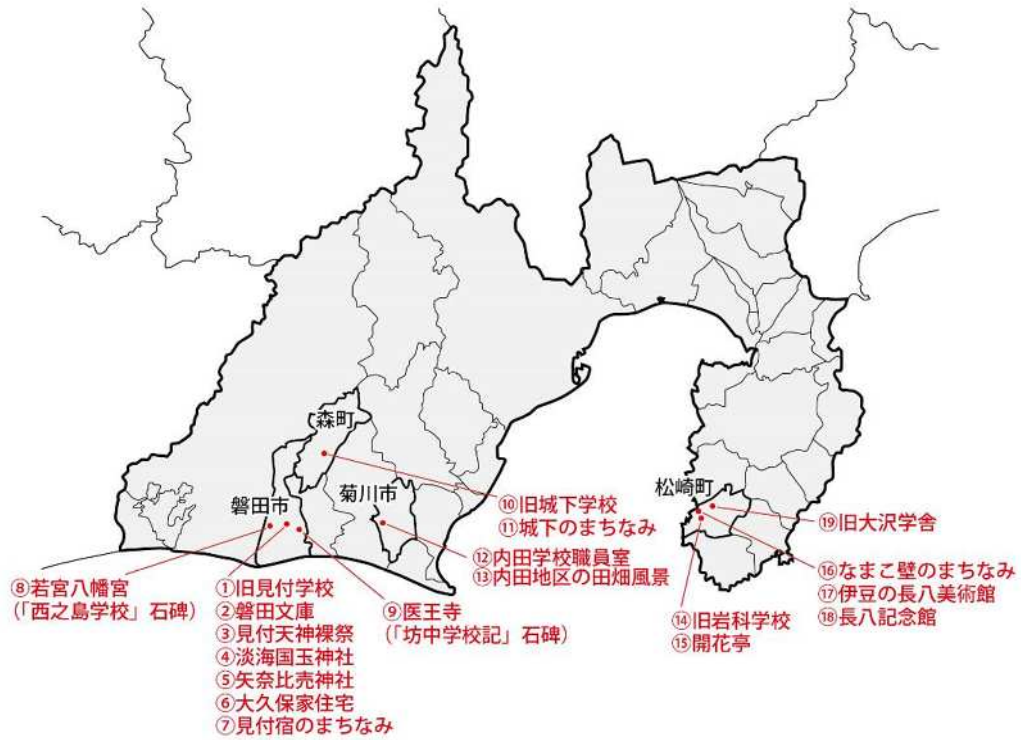 森町
磐田市
菊川市
松崎町
⑩旧城下学校
⑪城下のまちなみ
⑫内田学校職員室
⑬内田地区の田畑風景
⑲旧大沢学舎
⑯なまこ壁のまちなみ
⑰伊豆の長八美術館
⑱長八記念館
⑭旧岩科学校
⑮開花亭
⑧若宮八幡宮
(「西之島学校」石碑)
①旧見付学校
②磐田文庫
③見付天神裸祭
④淡海国玉神社
⑤矢奈比売神社
⑥大久保家住宅
⑦見付宿のまちなみ
⑨医王寺
(「坊中学校記」石碑)